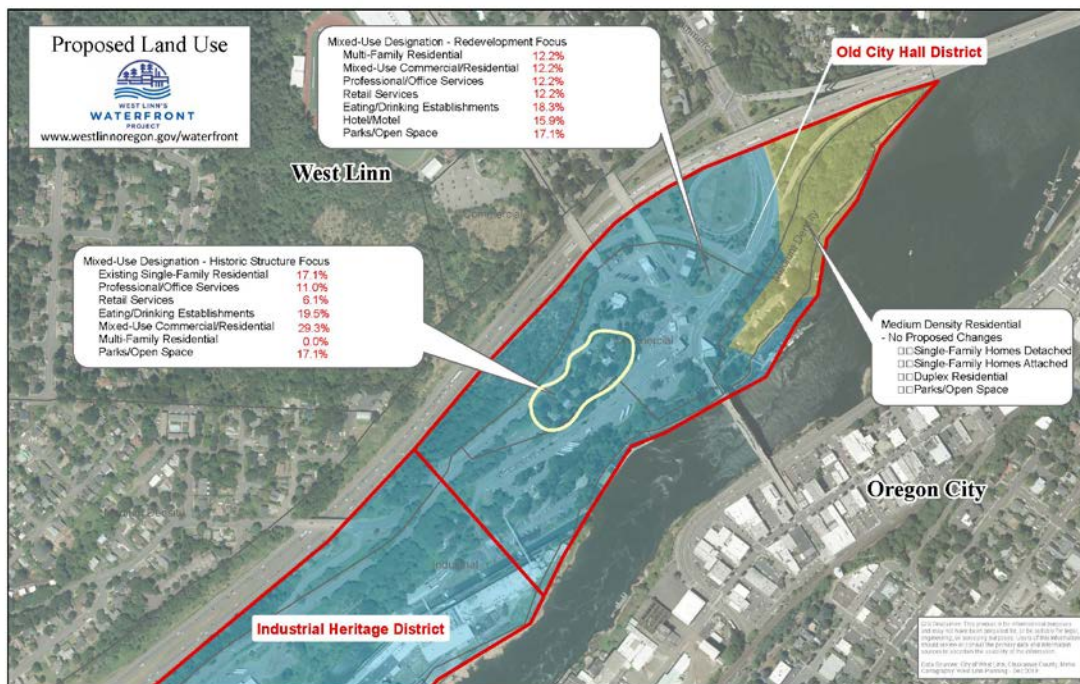 Proposed Land Use
WEST LINN'S
WATERFRONT
PROJECT
www.westlinnoregon.gov/waterfront
Mixed-Use Designation - Redevelopment Focus
Multi-Family Residential 12.2%
Mixed-Use Commercial/Residential 12.2%
Professional/Office Services 12.2%
Retail Services 12.2%
Eating/Drinking Establishments 18.3%
Hotel/Motel 15.9%
Parks/Open Space 17.1%
Old City Hall District
West Linn
Mixed-Use Designation - Historic Structure Focus
Existing Single-Family Residential 17.1%
Professional/Office Services 11.0%
Retail Services 6.1%
Eating/Drinking Establishments 19.5%
Mixed-Use Commercial/Residential 29.3%
Multi-Family Residential 0.0%
Parks/Open Space 17.1%
Medium Density Residential
- No Proposed Changes
□□Single-Family Homes Detached
□□Single-Family Homes Attached
□□Duplex Residential
□□Parks/Open Space
Oregon City
Industrial
Industrial Heritage District